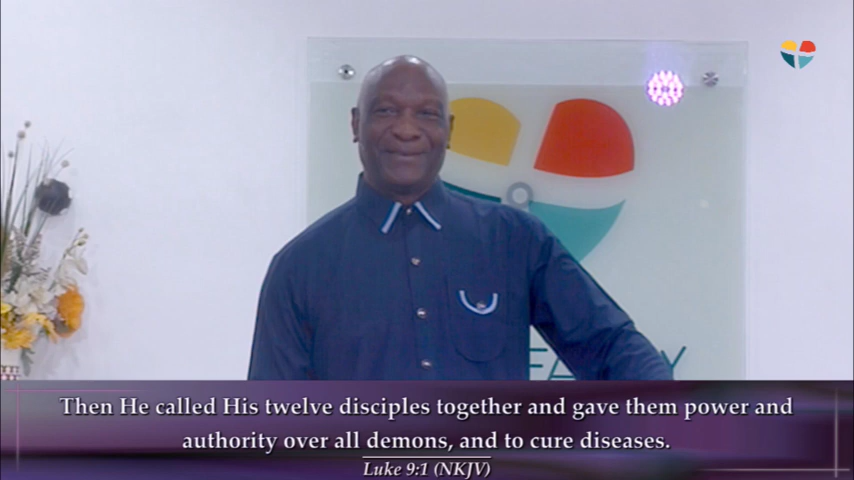 Then He called His twelve disciples together and gave them power and
authority over all demons, and to cure diseases.
Luke 9:1 (NKJV)